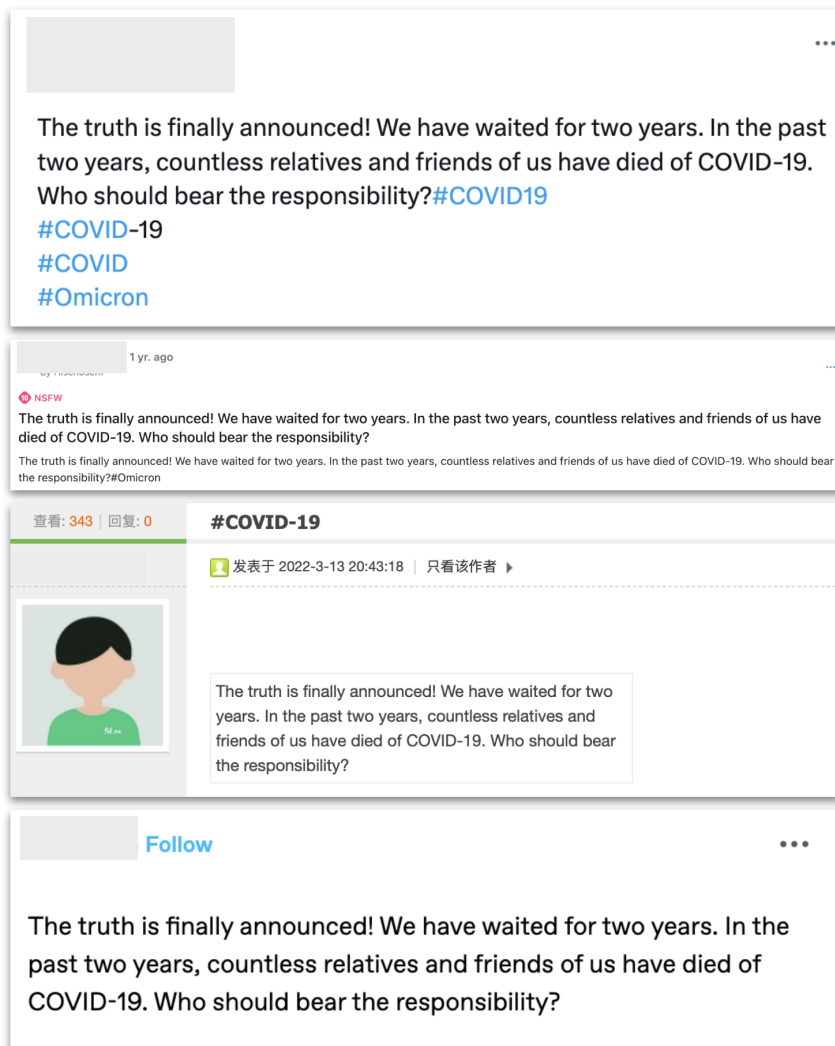 The truth is finally announced! We have waited for two years. In the past
two years, countless relatives and friends of us have died of COVID-19.
Who should bear the responsibility?#COVID19
#COVID-19
#COVID
#Omicron
1 yr. ago
18 NSFW
The truth is finally announced! We have waited for two years. In the past two years, countless relatives and friends of us have
died of COVID-19. Who should bear the responsibility?
The truth is finally announced! We have waited for two years. In the past two years, countless relatives and friends of us have died of COVID-19. Who should bear
the responsibility?#Omicron
查看: 343 | 回复: 0
#COVID-19
发表于 2022-3-13 20:43:18 | 只看该作者
The truth is finally announced! We have waited for two
years. In the past two years, countless relatives and
friends of us have died of COVID-19. Who should bear
the responsibility?
Follow
The truth is finally announced! We have waited for two years. In the
past two years, countless relatives and friends of us have died of
COVID-19. Who should bear the responsibility?